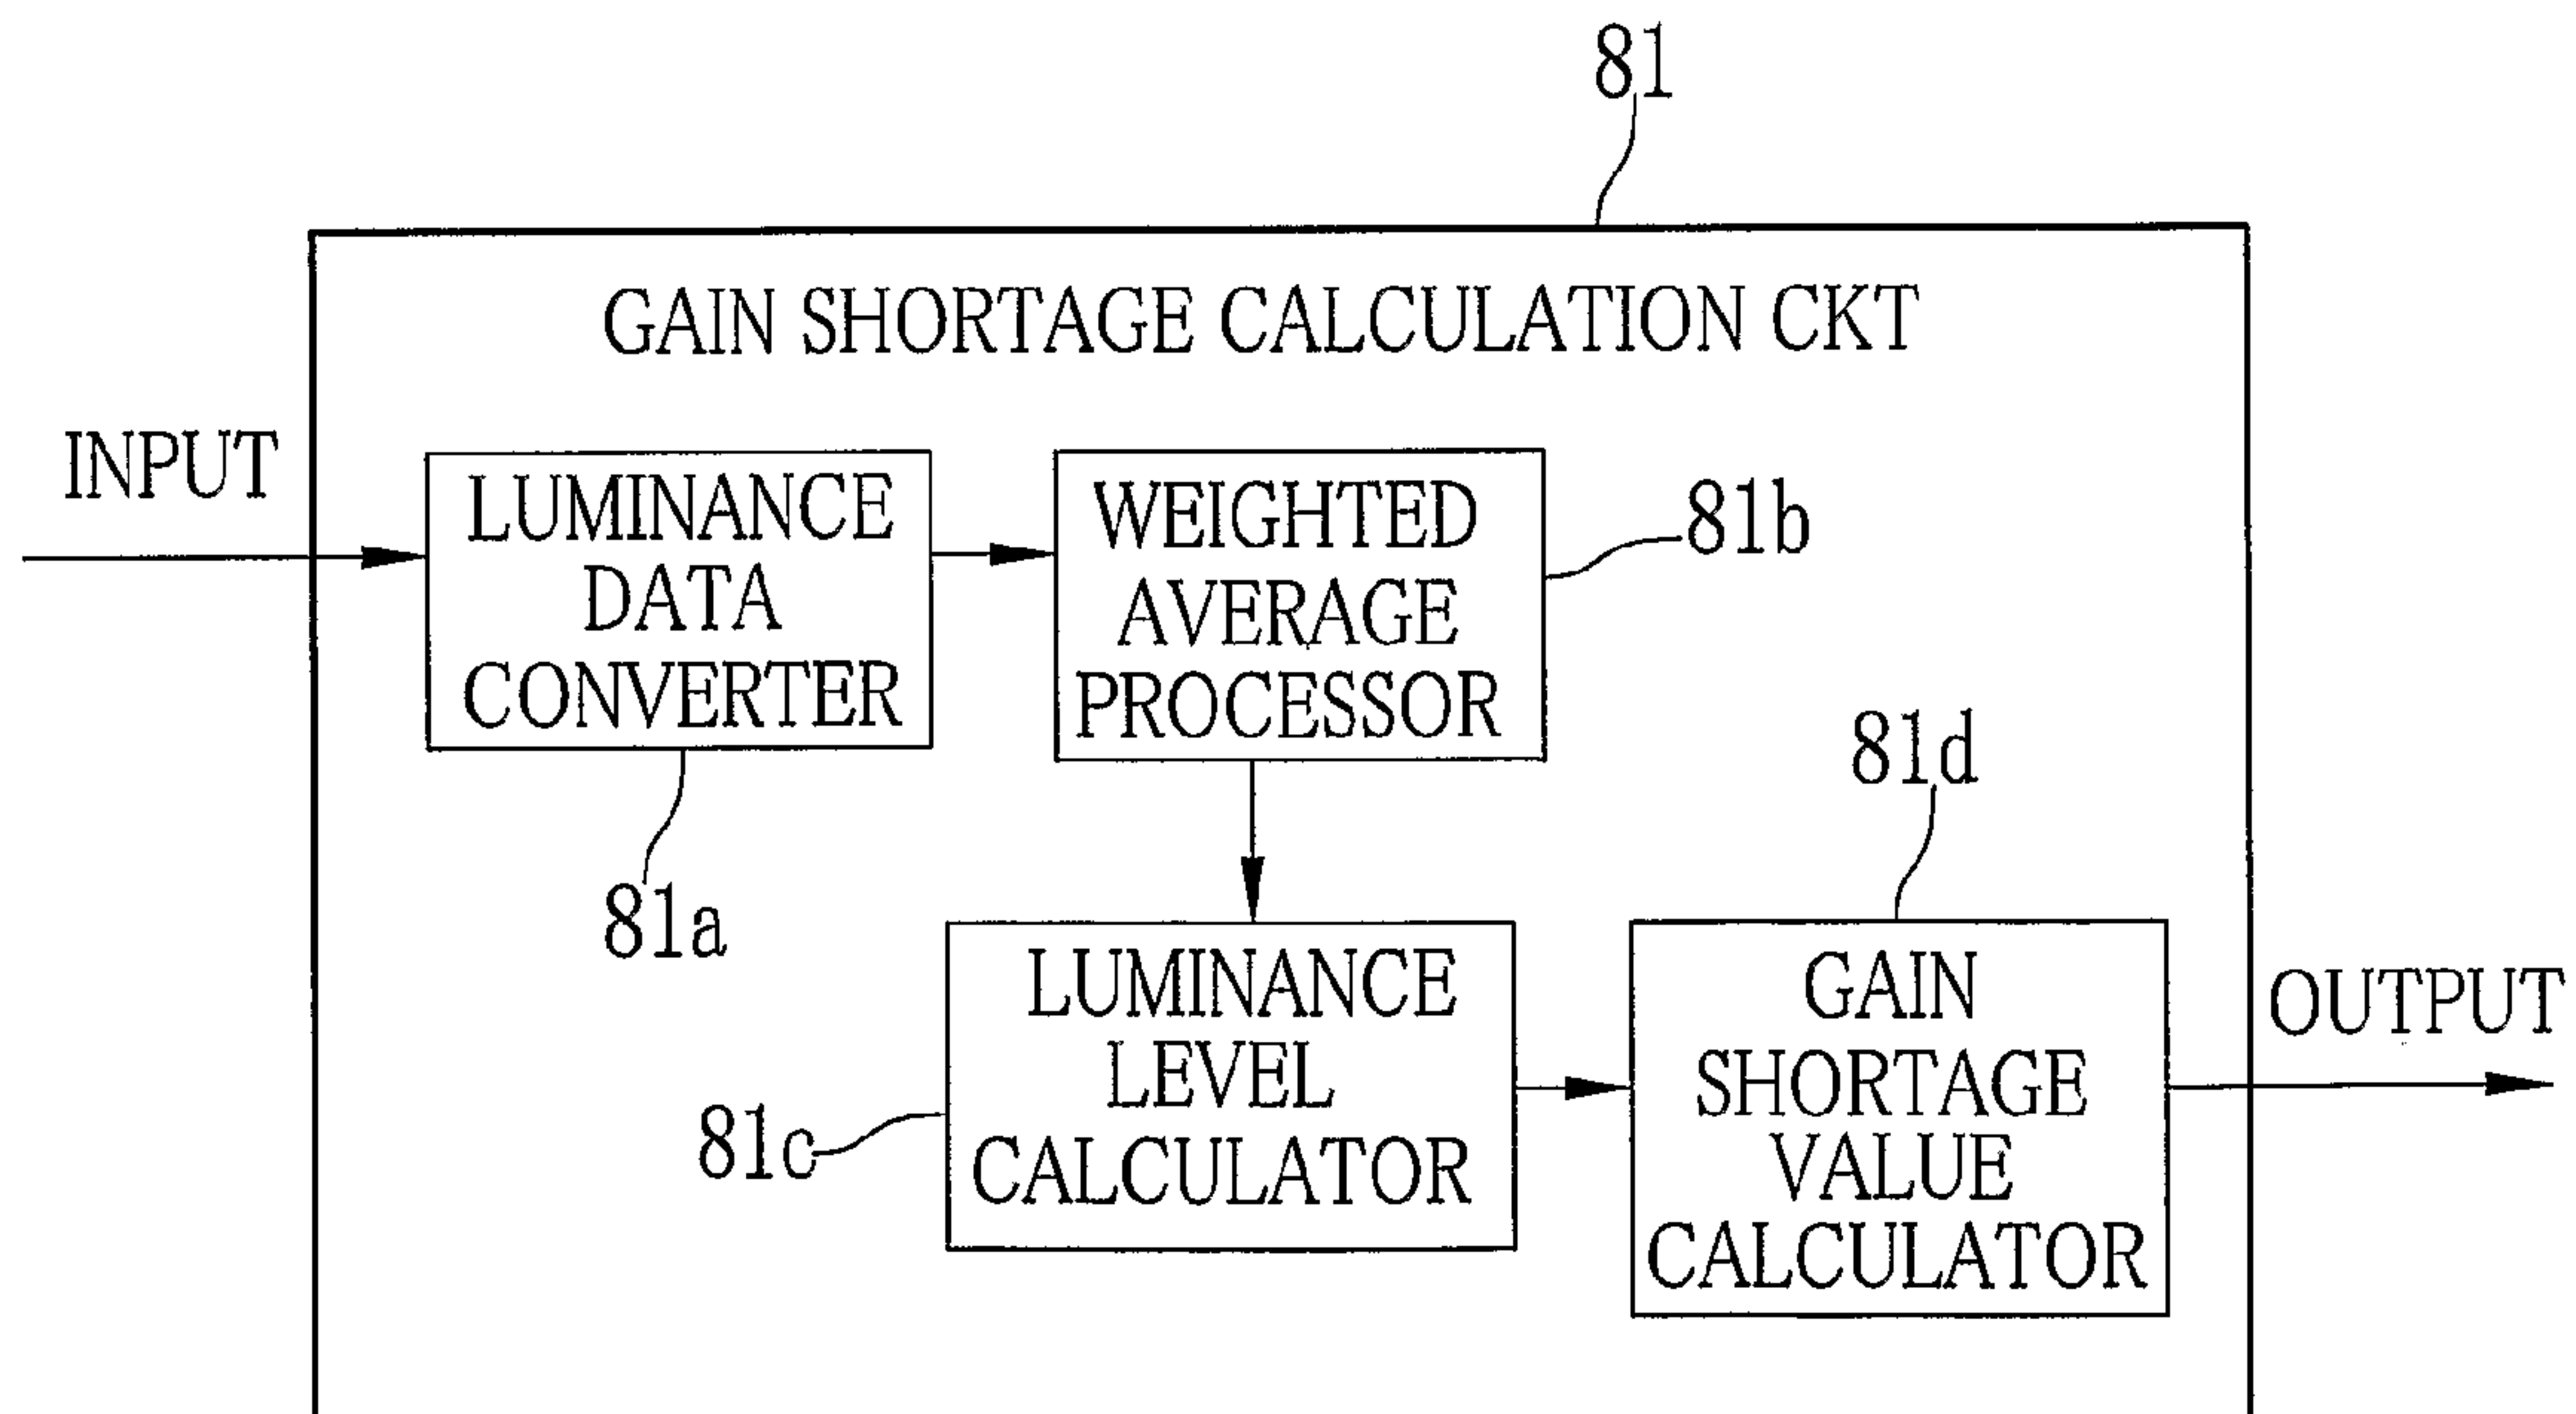 81
GAIN SHORTAGE CALCULATION CKT
INPUT
LUMINANCE
DATA
CONVERTER
81a
WEIGHTED
AVERAGE
PROCESSOR
81b
LUMINANCE
LEVEL
CALCULATOR
81c
81d
GAIN
SHORTAGE
VALUE
CALCULATOR
OUTPUT